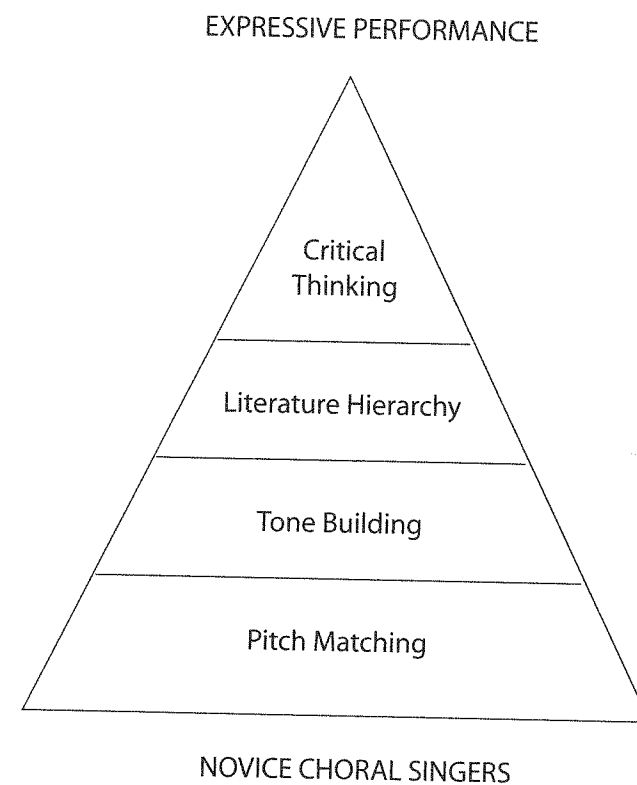 EXPRESSIVE PERFORMANCE
Critical
Thinking
Literature Hierarchy
Tone Building
Pitch Matching
NOVICE CHORAL SINGERS